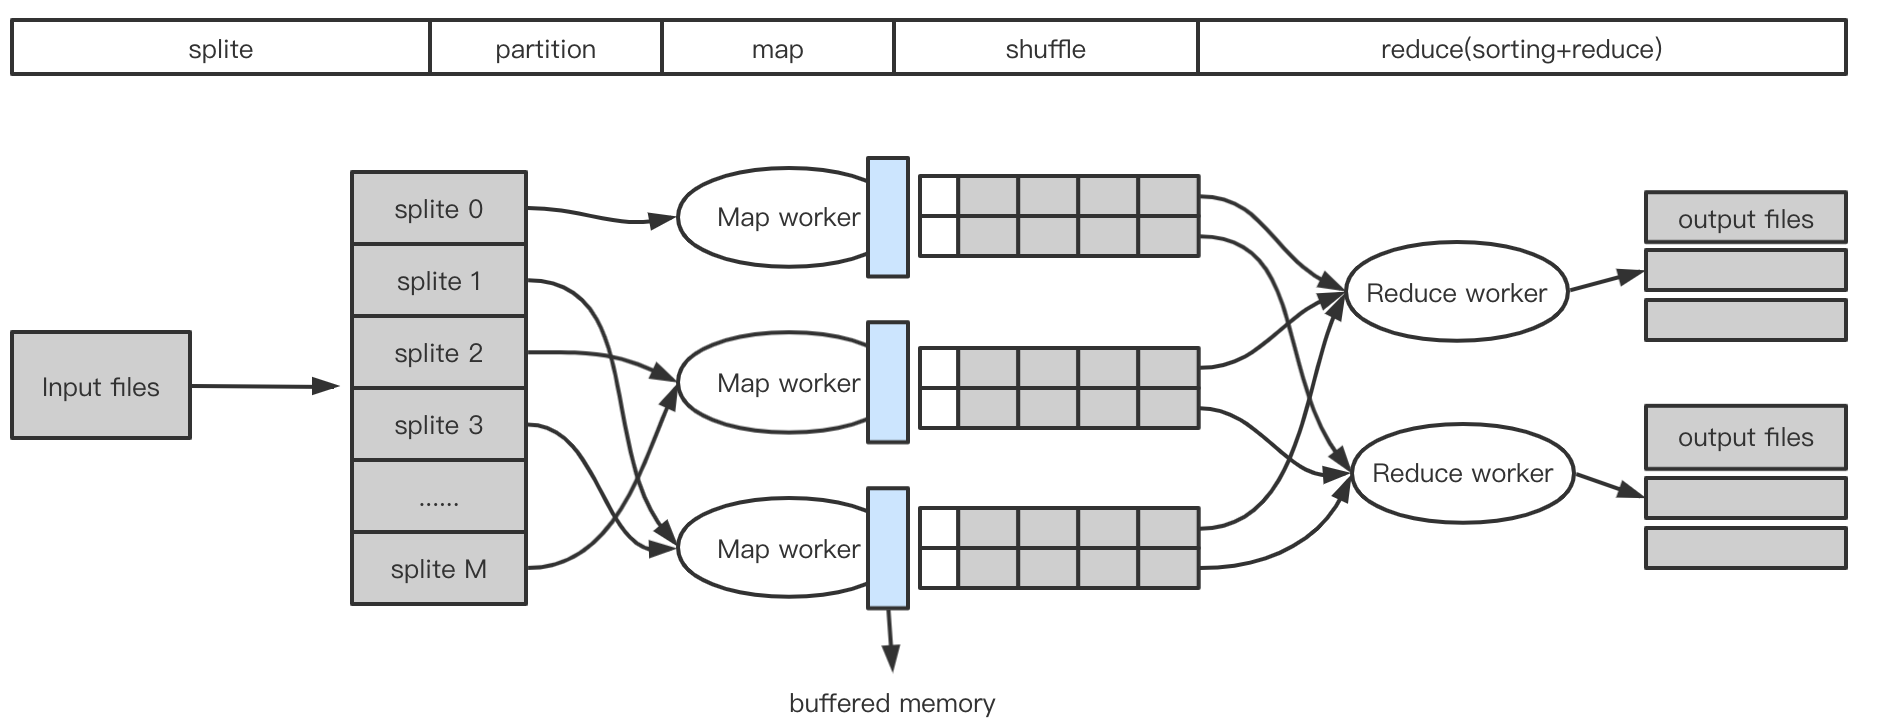 splite
partition
map
shuffle
reduce(sorting+reduce)
Input files
splite 0
splite 1
splite 2
splite 3
......
splite M
Map worker
Map worker
Map worker
buffered memory
Reduce worker
Reduce worker
output files
output files